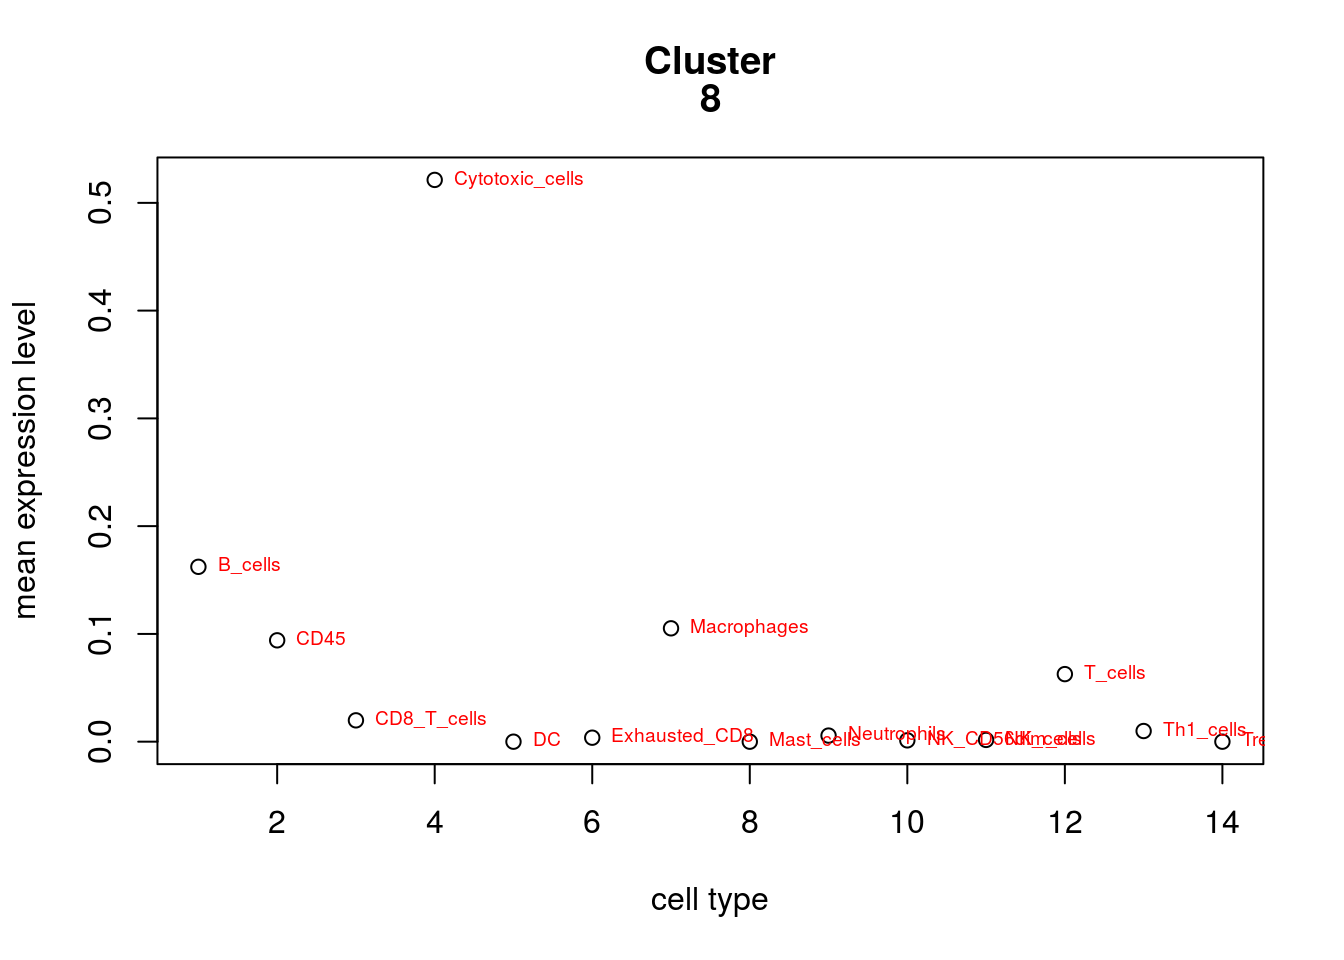 Cluster
8
mean expression level
0.5
0.4
0.3
0.2
0.1
0.0
Cytotoxic_cells
B_cells
Macrophages
CD45
T_cells
CD8_T_cells
Th1_cells
Neutrophils
Exhausted_CD8
DC
Mast_cells
Tre
2
4
6
8
10
12
14
cell type